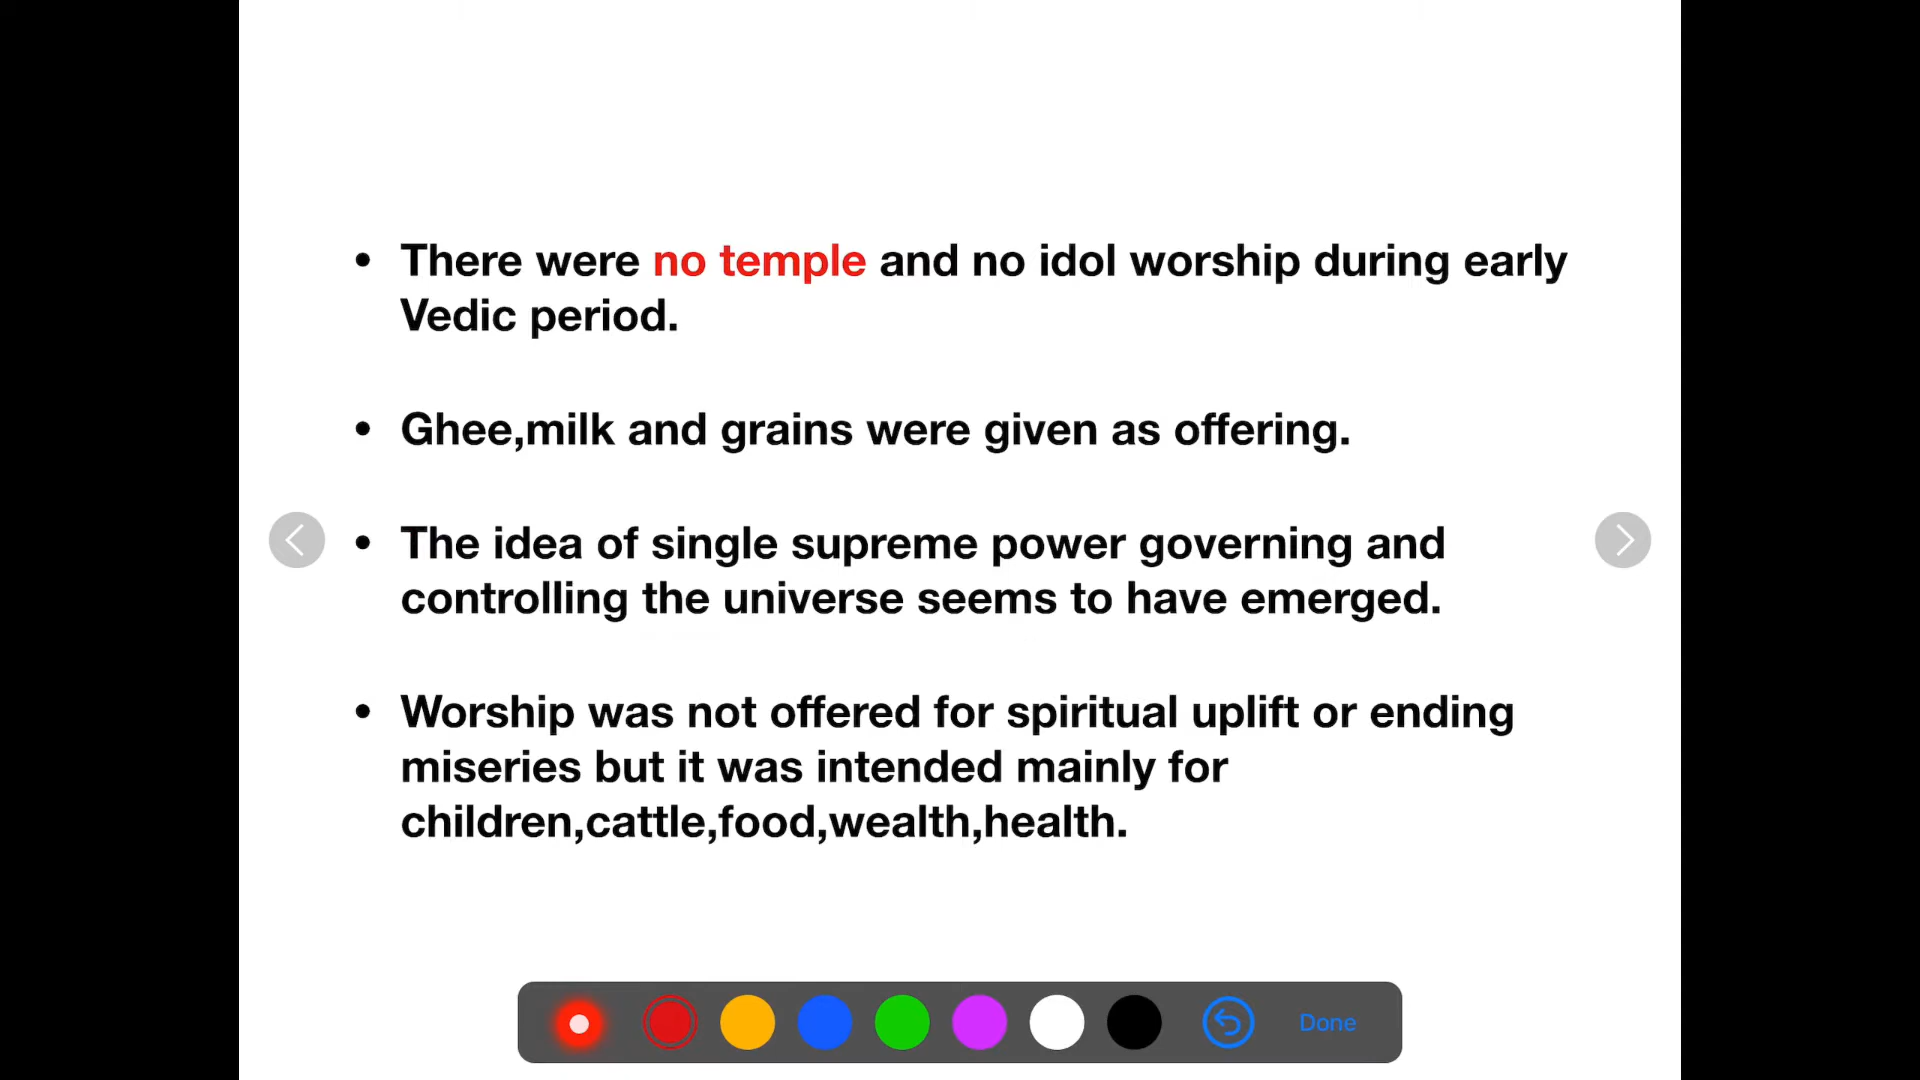 • There were no temple and no idol worship during early
Vedic period.
• Ghee,milk and grains were given as offering.
• The idea of single supreme power governing and
controlling the universe seems to have emerged.
• Worship was not offered for spiritual uplift or ending
miseries but it was intended mainly for
children,cattle,food,wealth,health.
Done